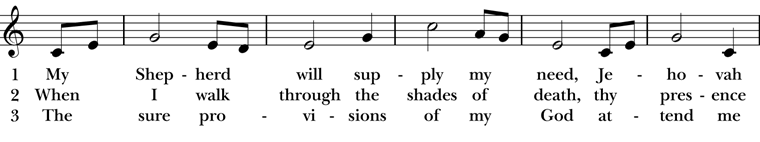 1 My Shep - herd will sup - ply my need, Je - ho - vah
2 When I walk through the shades of death, thy pres - ence
3 The sure pro - vi - sions of my God at - tend me